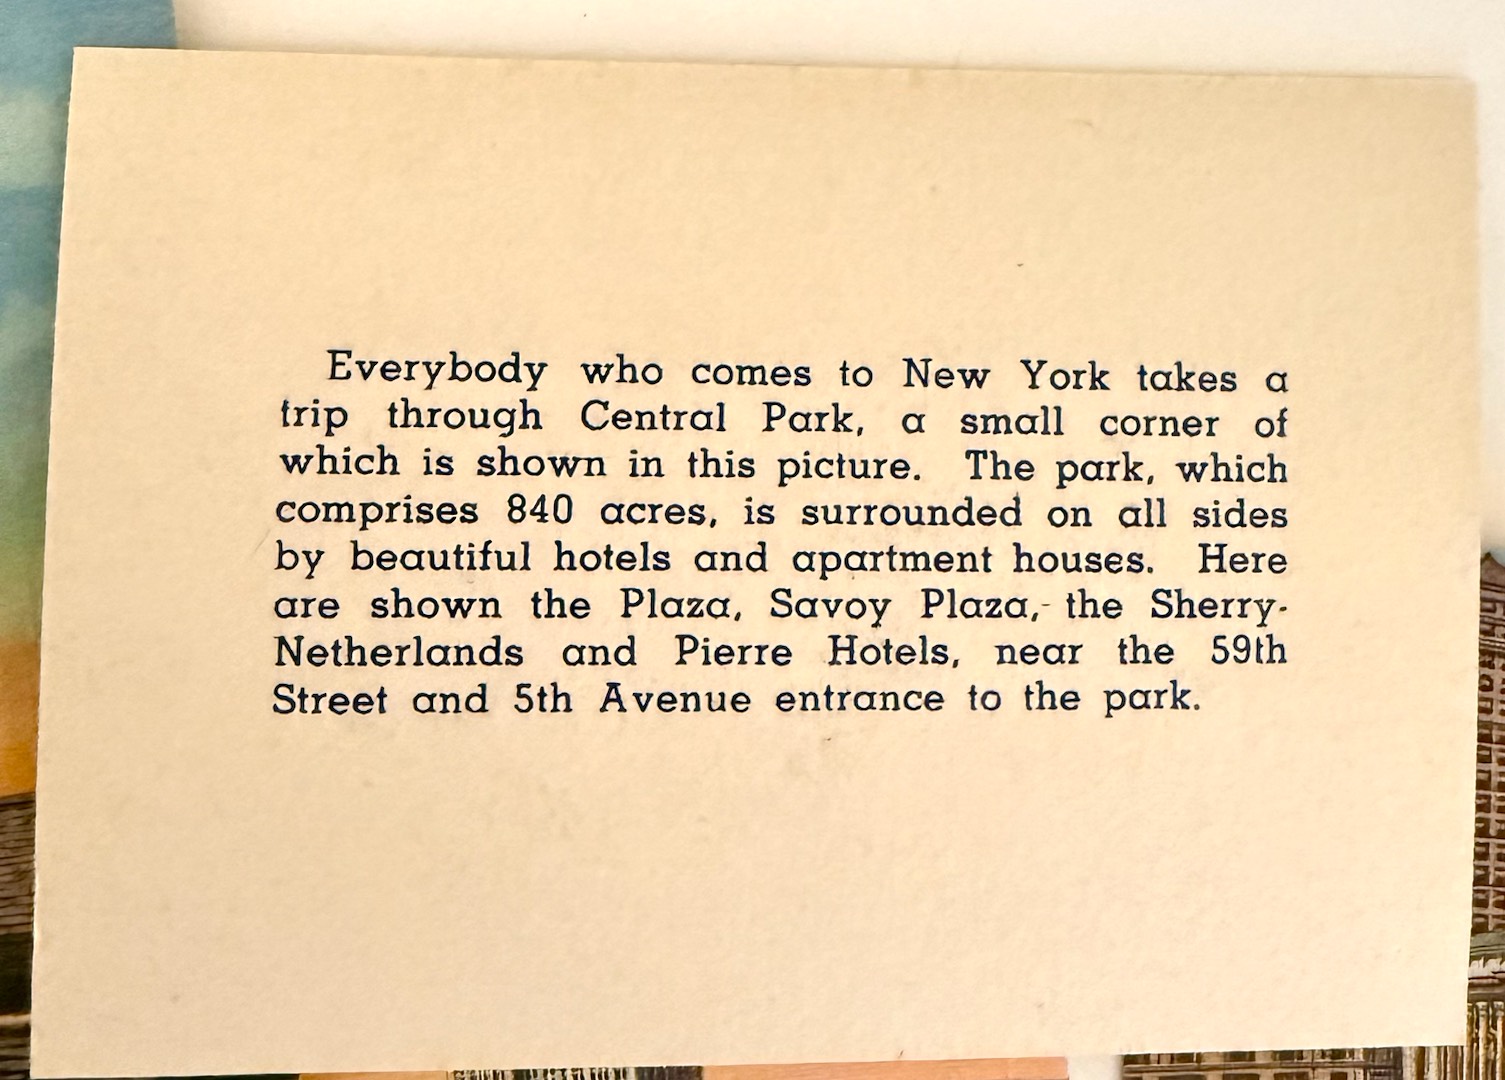 Everybody who comes to New York takes a
trip through Central Park, a small corner of
which is shown in this picture. The park, which
comprises 840 acres, is surrounded on all sides
by beautiful hotels and apartment houses. Here
are shown the Plaza, Savoy Plaza,- the Sherry-
Netherlands and Pierre Hotels, near the 59th
Street and 5th Avenue entrance to the park.